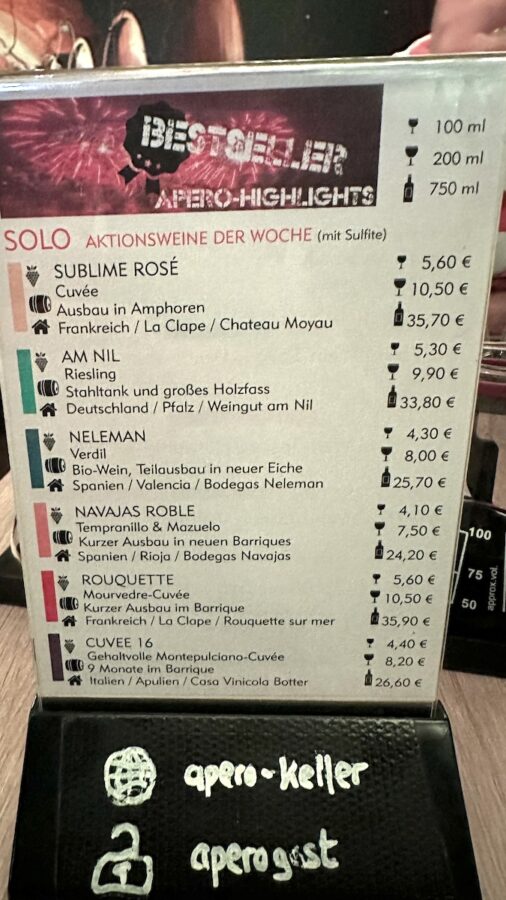 BESTSELLER
APERO-HIGHLIGHTS
100 ml
200 ml
750 ml
SOLO AKTIONSWEINE DER WOCHE (mit Sulfite)
SUBLIME ROSÉ 5,60 €
Cuvée 10,50 €
Ausbau in Amphoren
Frankreich / La Clape / Chateau Moyau 35,70 €
AM NIL 5,30 €
Riesling 9,90 €
Stahltank und großes Holzfass
Deutschland / Pfalz / Weingut am Nil 33,80 €
NELEMAN 4,30 €
Verdil 8,00 €
Bio-Wein, Teilausbau in neuer Eiche
Spanien / Valencia / Bodegas Neleman 25,70 €
NAVAJAS ROBLE 4,10 €
Tempranillo & Mazuelo 7,50 €
Kurzer Ausbau in neuen Barriques
Spanien / Rioja / Bodegas Navajas 24,20 €
ROUQUETTE 5,60 €
Mourvedre-Cuvée 10,50 €
Kurzer Ausbau im Barrique
Frankreich / La Clape / Rouquette sur mer 35,90 €
CUVEE 16 4,40 €
Gehaltvolle Montepulciano-Cuvée 8,20 €
9 Monate im Barrique
Italien / Apulien / Casa Vinicola Botter 26,60 €
100
75
50
approx.vol.
apero-keller
aperogast